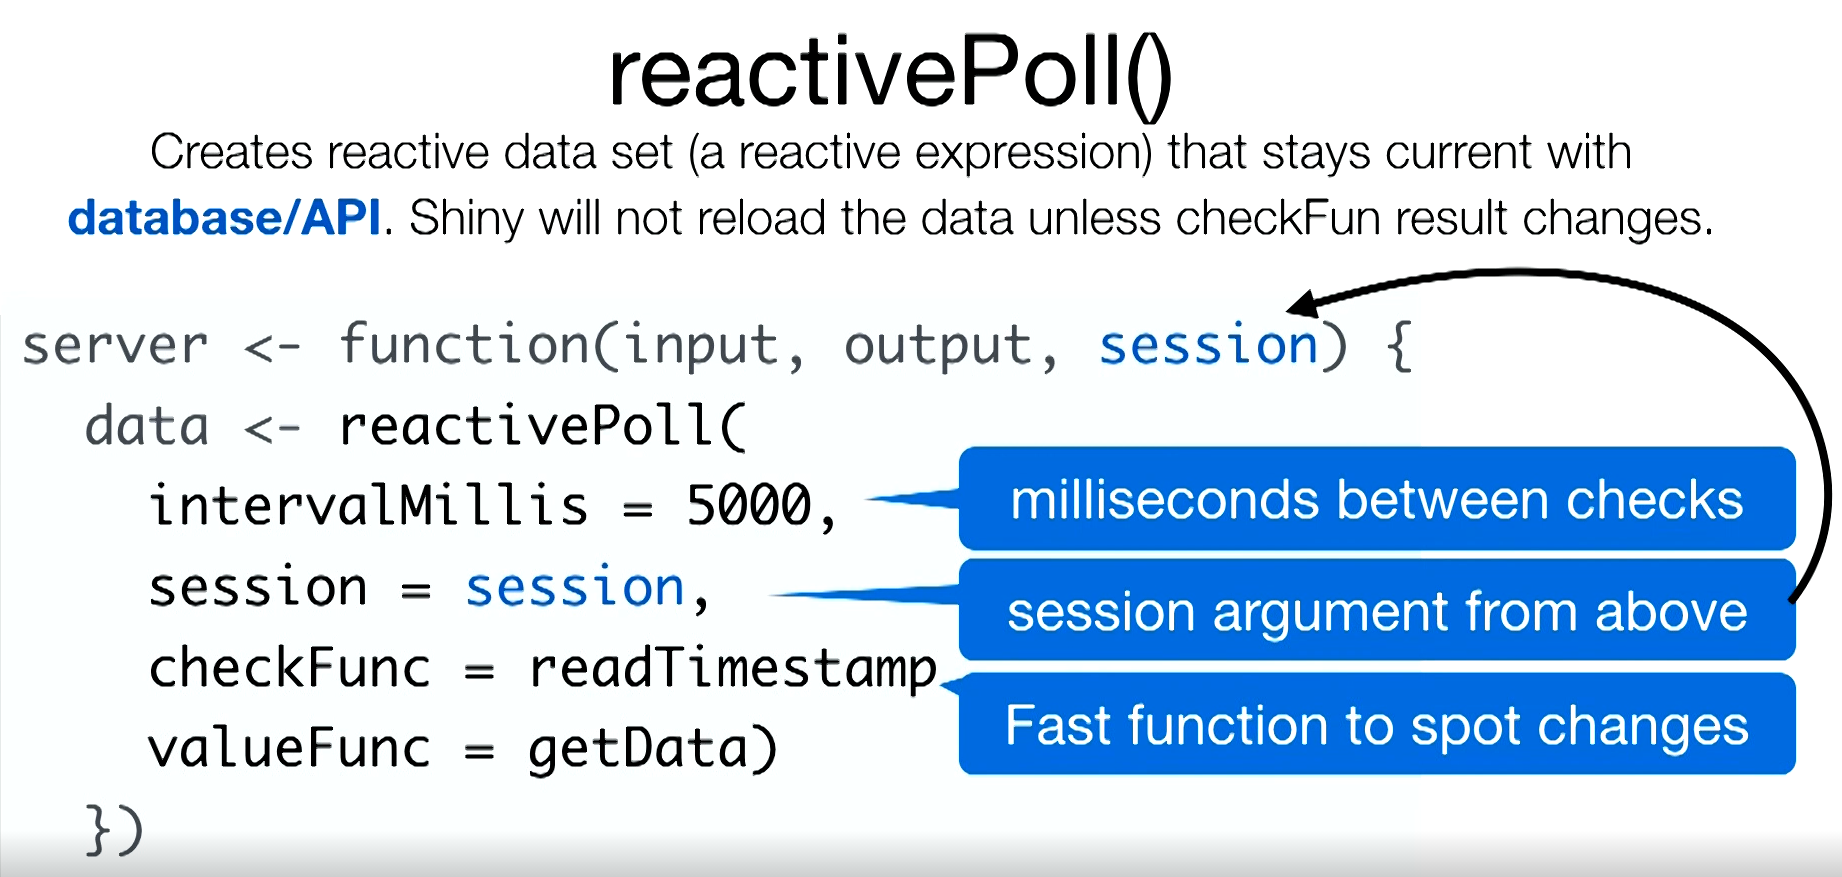 reactivePoll()
Creates reactive data set (a reactive expression) that stays current with
database/API. Shiny will not reload the data unless checkFun result changes.
server <- function(input, output, session) {
data <- reactivePoll(
intervalMillis = 5000,
milliseconds between checks
session = session,
session argument from above
checkFunc = readTimestamp
Fast function to spot changes
valueFunc = getData)
})